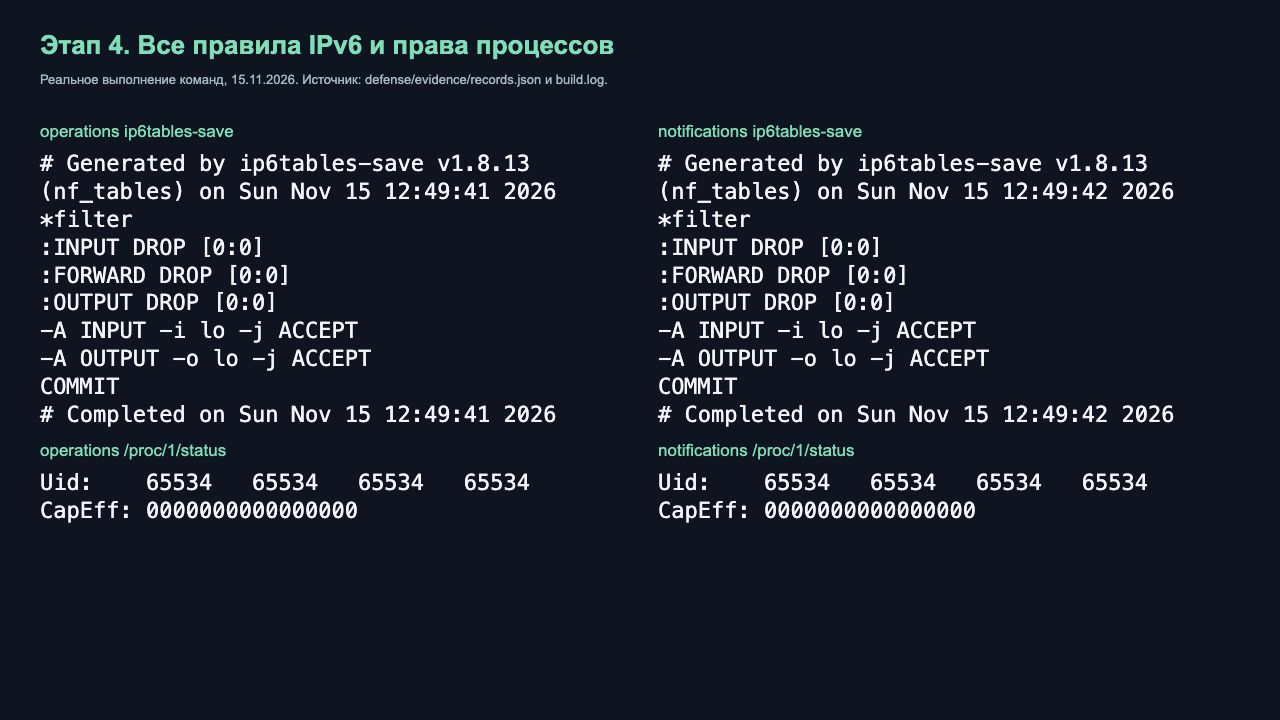 Этап 4. Все правила IPv6 и права процессов
Реальное выполнение команд, 15.11.2026. Источник: defense/evidence/records.json и build.log.
operations ip6tables-save
# Generated by ip6tables-save v1.8.13
(nf_tables) on Sun Nov 15 12:49:41 2026
*filter
:INPUT DROP [0:0]
:FORWARD DROP [0:0]
:OUTPUT DROP [0:0]
-A INPUT -i lo -j ACCEPT
-A OUTPUT -o lo -j ACCEPT
COMMIT
# Completed on Sun Nov 15 12:49:41 2026
operations /proc/1/status
Uid: 65534 65534 65534 65534
CapEff: 0000000000000000
notifications ip6tables-save
# Generated by ip6tables-save v1.8.13
(nf_tables) on Sun Nov 15 12:49:42 2026
*filter
:INPUT DROP [0:0]
:FORWARD DROP [0:0]
:OUTPUT DROP [0:0]
-A INPUT -i lo -j ACCEPT
-A OUTPUT -o lo -j ACCEPT
COMMIT
# Completed on Sun Nov 15 12:49:42 2026
notifications /proc/1/status
Uid: 65534 65534 65534 65534
CapEff: 0000000000000000